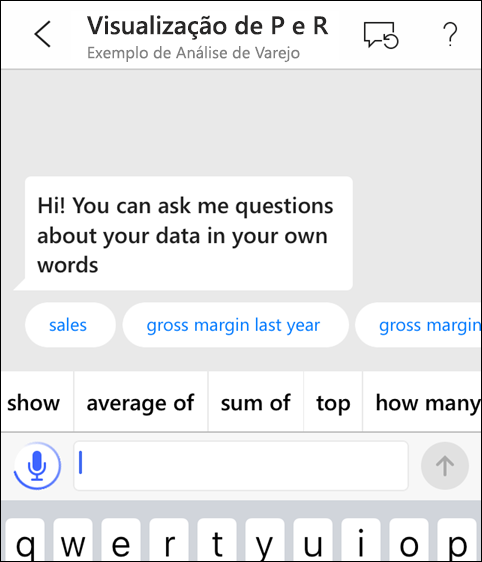 Visualização de P e R
Exemplo de Análise de Varejo
?
Hi! You can ask me questions
about your data in your own
words
sales gross margin last year gross margin
show average of sum of top how many
q w e r t y u i o p